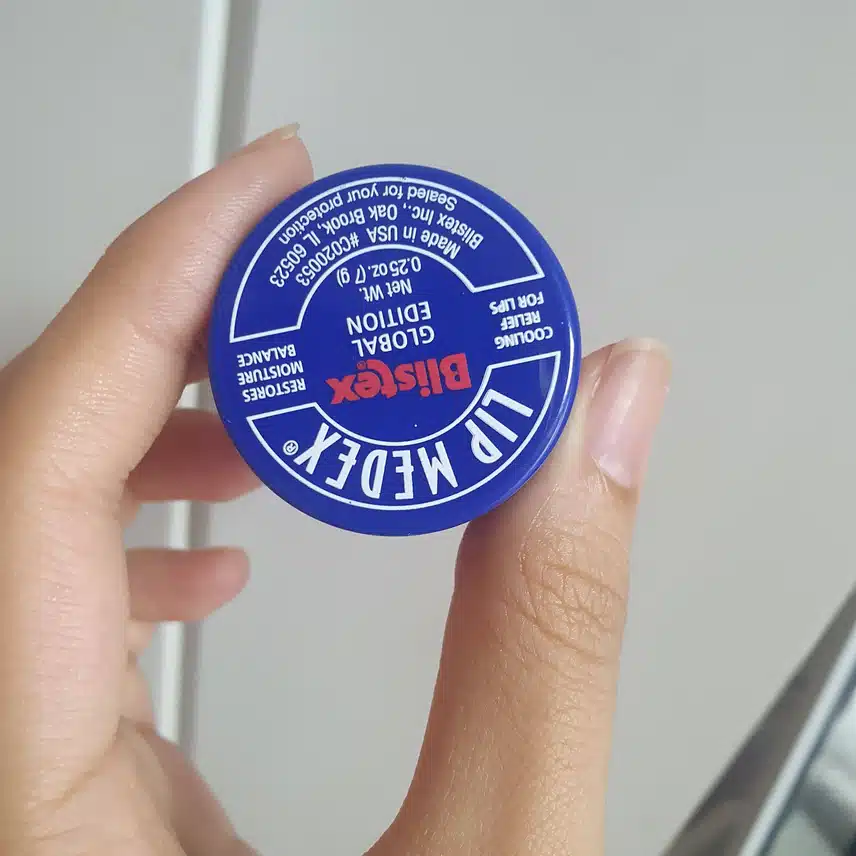 LIP MEDEX®
Blistex®
GLOBAL
EDITION
Net Wt.
0.25 oz. (7 g)
COOLING
RELIEF
FOR LIPS
RESTORES
MOISTURE
BALANCE
Made in USA #C020053
Blistex Inc., Oak Brook, IL 60523
Sealed for your protection